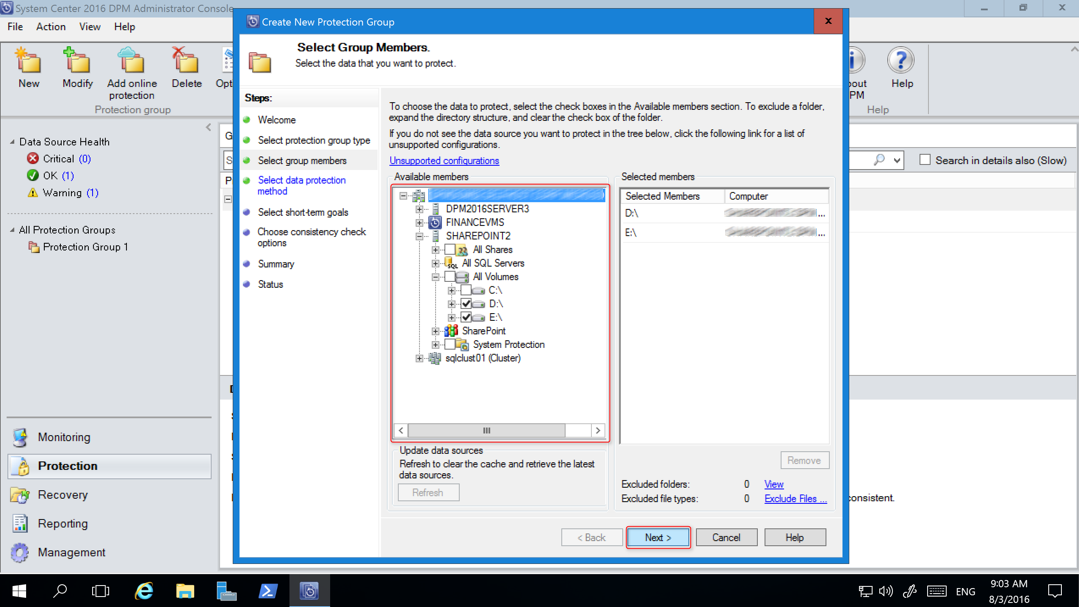 System Center 2016 DPM Administrator Console
File Action View Help
New
Modify
Add online
protection
Delete
Protection group
Help
Help
Data Source Health
Critical (0)
OK (1)
Warning (1)
All Protection Groups
Protection Group 1
Monitoring
Protection
Recovery
Reporting
Management
Search in details also (Slow)
Create New Protection Group
Select Group Members.
Select the data that you want to protect.
Steps:
Welcome
Select protection group type
Select group members
Select data protection
method
Select short-term goals
Choose consistency check
options
Summary
Status
To choose the data to protect, select the check boxes in the Available members section. To exclude a folder,
expand the directory structure, and clear the check box of the folder.
If you do not see the data source you want to protect in the tree below, click the following link for a list of
unsupported configurations.
Unsupported configurations
Available members
DPM2016SERVER3
FINANCEVMS
SHAREPOINT2
All Shares
All SQL Servers
All Volumes
C:\
D:\
E:\
SharePoint
System Protection
sqlclust01 (Cluster)
Update data sources
Refresh to clear the cache and retrieve the latest
data sources.
Refresh
Selected members
Selected Members Computer
D:\ ...
E:\ ...
Remove
Excluded folders: 0 View
Excluded file types: 0 Exclude Files ...
< Back Next > Cancel Help
consistent.
ENG
9:03 AM
8/3/2016